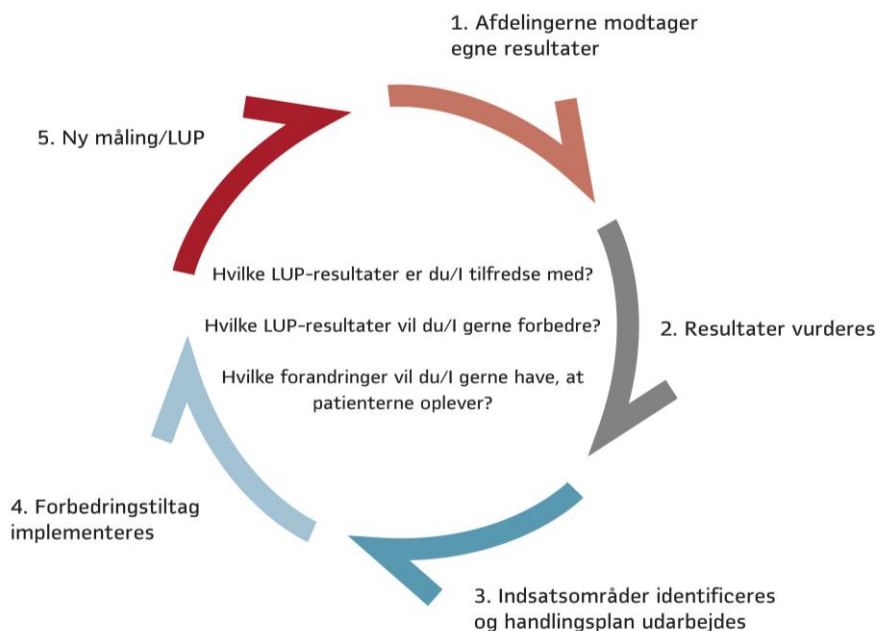 1. Afdelingerne modtager
egne resultater
2. Resultater vurderes
3. Indsatsområder identificeres
og handlingsplan udarbejdes
4. Forbedringstiltag
implementeres
5. Ny måling/LUP
Hvilke LUP-resultater er du/I tilfredse med?
Hvilke LUP-resultater vil du/I gerne forbedre?
Hvilke forandringer vil du/I gerne have, at
patienterne oplever?